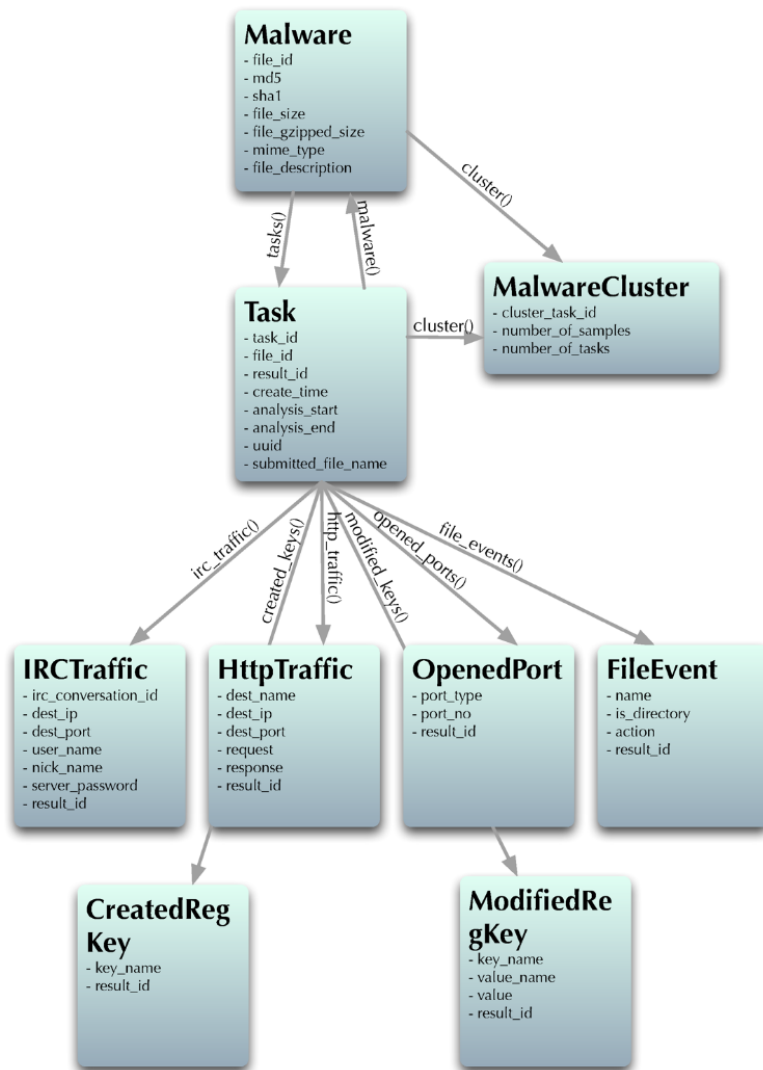 Malware
- file_id
- md5
- sha1
- file_size
- file_gzipped_size
- mime_type
- file_description
cluster()
tasks()
malware()
MalwareCluster
- cluster_task_id
- number_of_samples
- number_of_tasks
Task
- task_id
- file_id
- result_id
- create_time
- analysis_start
- analysis_end
- uuid
- submitted_file_name
cluster()
irc_traffic()
created_keys()
http_traffic()
modified_keys()
opened_ports()
file_events()
IRCTraffic
- irc_conversation_id
- dest_ip
- dest_port
- user_name
- nick_name
- server_password
- result_id
HttpTraffic
- dest_name
- dest_ip
- dest_port
- request
- response
- result_id
OpenedPort
- port_type
- port_no
- result_id
FileEvent
- name
- is_directory
- action
- result_id
CreatedReg
Key
- key_name
- result_id
ModifiedRe
gKey
- key_name
- value_name
- value
- result_id